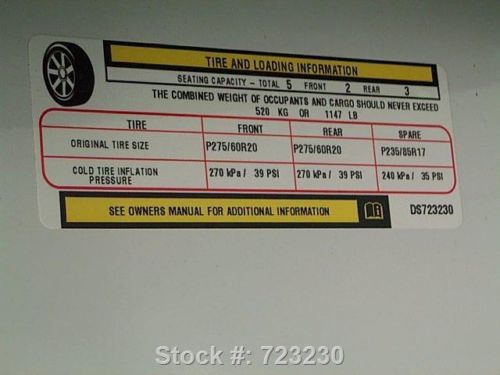 TIRE AND LOADING INFORMATION
SEATING CAPACITY - TOTAL 5 FRONT 2 REAR 3
THE COMBINED WEIGHT OF OCCUPANTS AND CARGO SHOULD NEVER EXCEED
520 KG OR 1147 LB
TIRE FRONT REAR SPARE
ORIGINAL TIRE SIZE P275/60R20 P275/60R20 P235/85R17
COLD TIRE INFLATION PRESSURE 270 kPa / 39 PSI 270 kPa / 39 PSI 240 kPa / 35 PSI
SEE OWNERS MANUAL FOR ADDITIONAL INFORMATION DS723230
Stock #: 723230